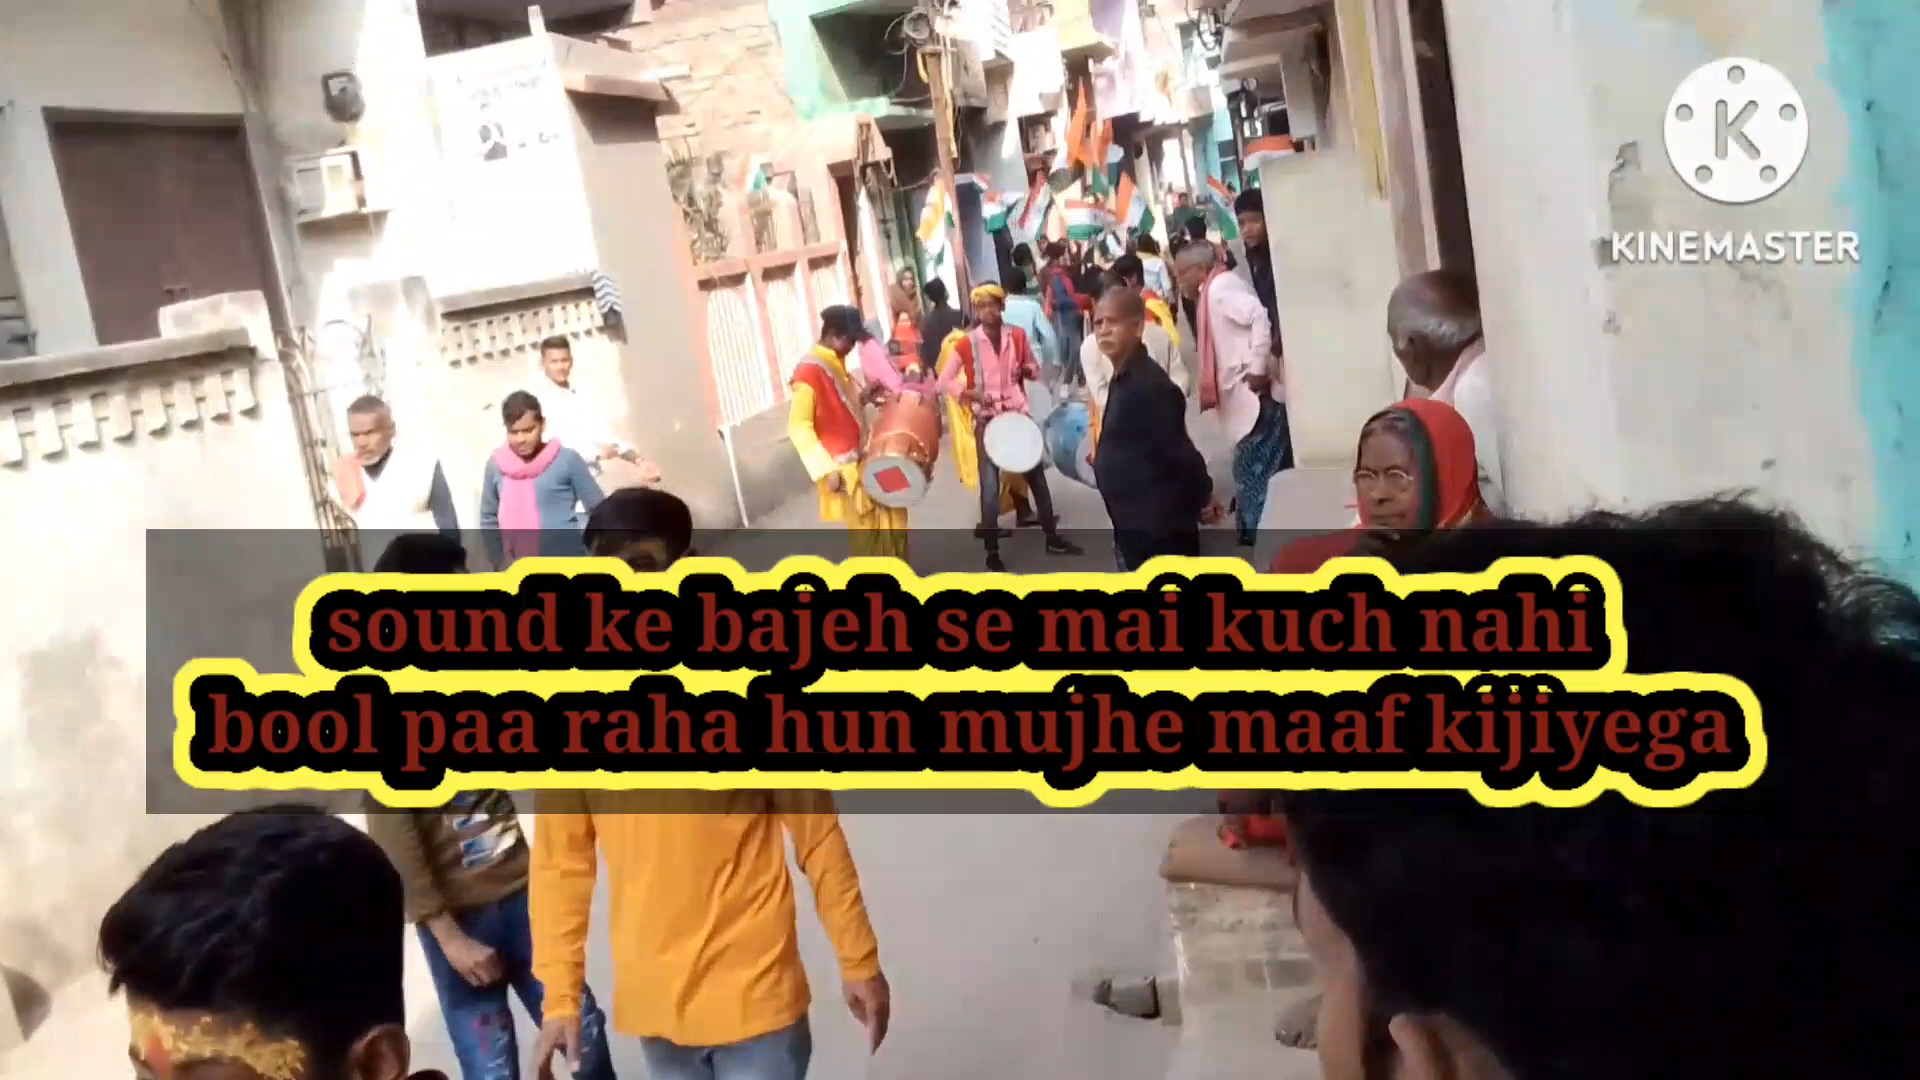 K
KINEMASTER
sound ke bajeh se mai kuch nahi
bool paa raha hun mujhe maaf kijiyega